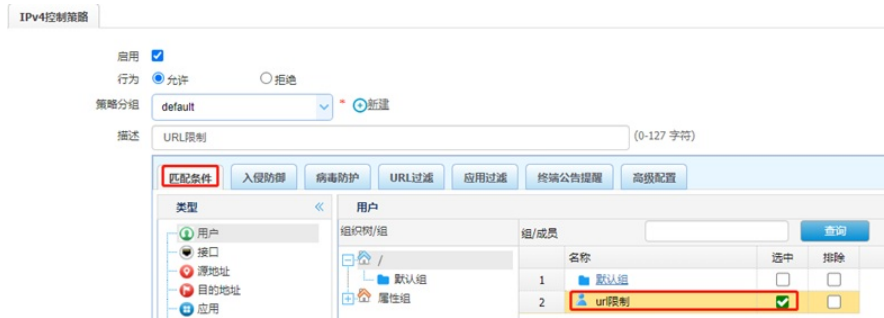 IPv4控制策略
启用
行为 允许 拒绝
策略分组 default * 新建
描述 URL限制 (0-127 字符)
匹配条件 入侵防御 病毒防护 URL过滤 应用过滤 终端公告提醒 高级配置
类型 « 用户
用户 组织树/组 组/成员 查询
接口 / 名称 选中 排除
源地址 默认组 1 默认组
目的地址 属性组 2 url限制
应用